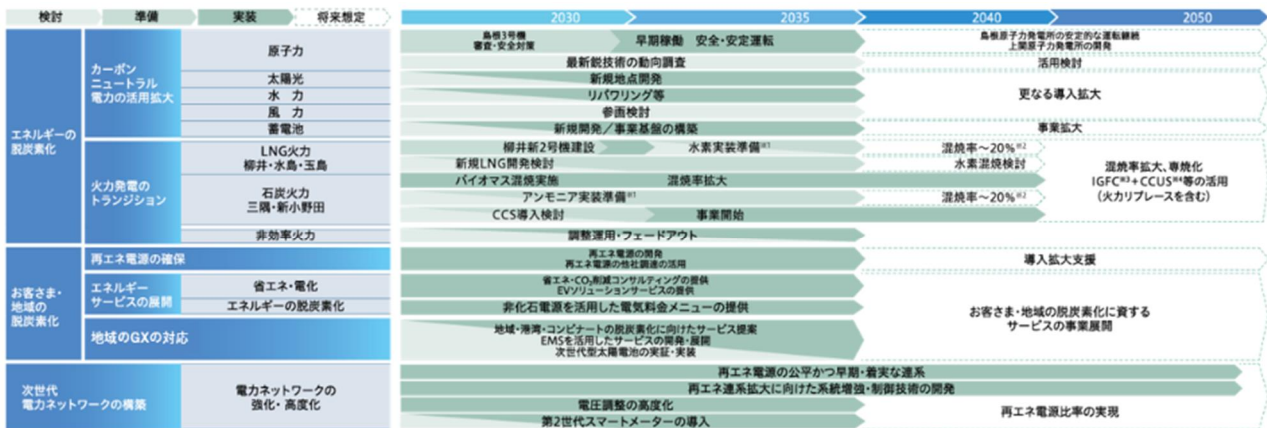 検討 準備 実装 将来想定
2030 2035 2040 2050
エネルギーの
脱炭素化
カーボン
ニュートラル
電力の活用拡大
原子力
島根3号機
審査・安全対策
早期稼働 安全・安定運転
島根原子力発電所の安定的な運転継続
上関原子力発電所の開発
最新鋭技術の動向調査
活用検討
太陽光
新規地点開発
水 力
リパワリング等
更なる導入拡大
風 力
参画検討
蓄電池
新規開発/事業基盤の構築
事業拡大
火力発電の
トランジション
LNG火力
柳井・水島・玉島
柳井新2号機建設
水素実装準備※1
混焼率~20%※2
新規LNG開発検討
水素混焼検討
混焼率拡大、専焼化
IGFC※3+CCUS※4等の活用
(火力リプレースを含む)
石炭火力
三隅・新小野田
バイオマス混焼実施
混焼率拡大
アンモニア実装準備※1
混焼率~20%※2
CCS導入検討
事業開始
非効率火力
調整運用・フェードアウト
お客さま・
地域の
脱炭素化
再エネ電源の確保
再エネ電源の開発
再エネ電源の他社調達の活用
導入拡大支援
エネルギー
サービスの展開
省エネ・電化
省エネ・CO₂削減コンサルティングの提供
EVソリューションサービスの提供
エネルギーの脱炭素化
非化石電源を活用した電気料金メニューの提供
お客さま・地域の脱炭素化に資する
サービスの事業展開
地域のGXの対応
地域・港湾・コンビナートの脱炭素化に向けたサービス提案
EMSを活用したサービスの開発・展開
次世代型太陽電池の実証・実装
次世代
電力ネットワークの構築
電力ネットワークの
強化・高度化
再エネ電源の公平かつ早期・着実な連系
再エネ連系拡大に向けた系統増強・制御技術の開発
電圧調整の高度化
第2世代スマートメーターの導入
再エネ電源比率の実現